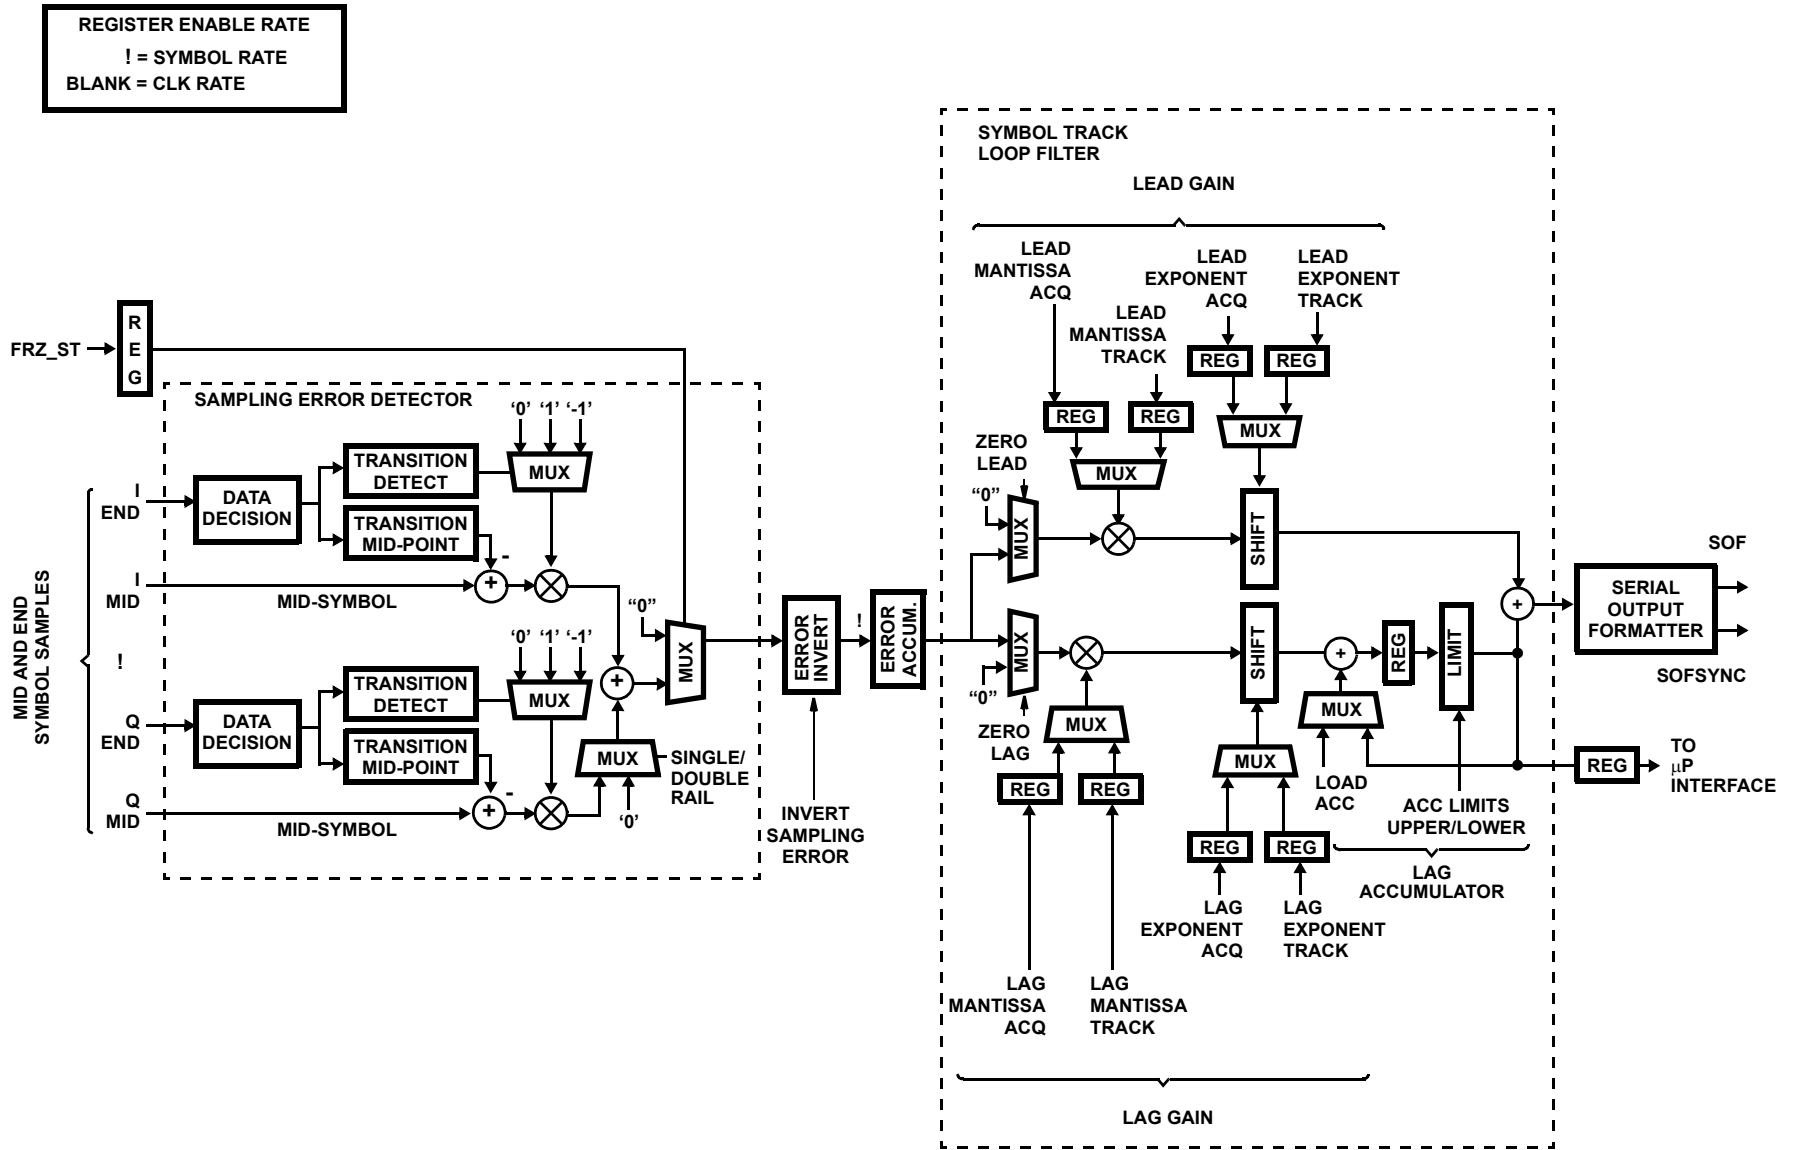 REGISTER ENABLE RATE
! = SYMBOL RATE
BLANK = CLK RATE
SYMBOL TRACK
LOOP FILTER
LEAD GAIN
LEAD
MANTISSA
ACQ
LEAD
MANTISSA
TRACK
LEAD
EXPONENT
ACQ
LEAD
EXPONENT
TRACK
REG
REG
REG
REG
MUX
MUX
FRZ_ST
R
E
G
SAMPLING ERROR DETECTOR
‘0’ ‘1’ ‘-1’
I
END
DATA
DECISION
TRANSITION
DETECT
MUX
TRANSITION
MID-POINT
-
+
I
MID
MID-SYMBOL
MID AND END
SYMBOL SAMPLES
!
‘0’ ‘1’ ‘-1’
Q
END
DATA
DECISION
TRANSITION
DETECT
MUX
TRANSITION
MID-POINT
-
+
Q
MID
MID-SYMBOL
“0”
MUX
+
MUX
SINGLE/
DOUBLE
RAIL
‘0’
ERROR
INVERT
INVERT
SAMPLING
ERROR
!
ERROR
ACCUM.
ZERO
LEAD
“0”
MUX
SHIFT
MUX
“0”
ZERO
LAG
MUX
REG
REG
LAG
MANTISSA
ACQ
LAG
MANTISSA
TRACK
SHIFT
MUX
REG
REG
LAG
EXPONENT
ACQ
LAG
EXPONENT
TRACK
+
REG
LIMIT
MUX
LOAD
ACC
ACC LIMITS
UPPER/LOWER
LAG
ACCUMULATOR
LAG GAIN
+
SERIAL
OUTPUT
FORMATTER
SOF
SOFSYNC
REG
TO
μP
INTERFACE